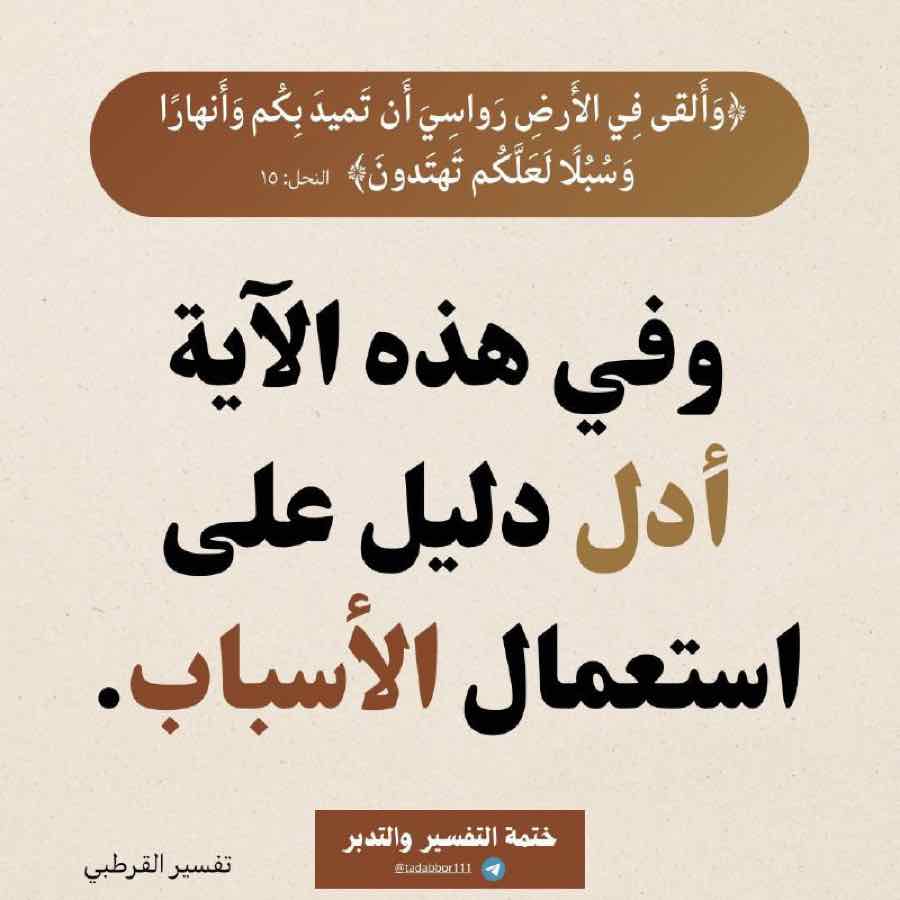 ﴿وَأَلقى فِي الأَرضِ رَواسِيَ أَن تَميدَ بِكُم وَأَنهارًا
وَسُبُلًا لَعَلَّكُم تَهتَدونَ﴾ النحل: ١٥
وفي هذه الآية
أدل دليل على
استعمال الأسباب.
ختمة التفسير والتدبر
@tadabbor111
تفسير القرطبي